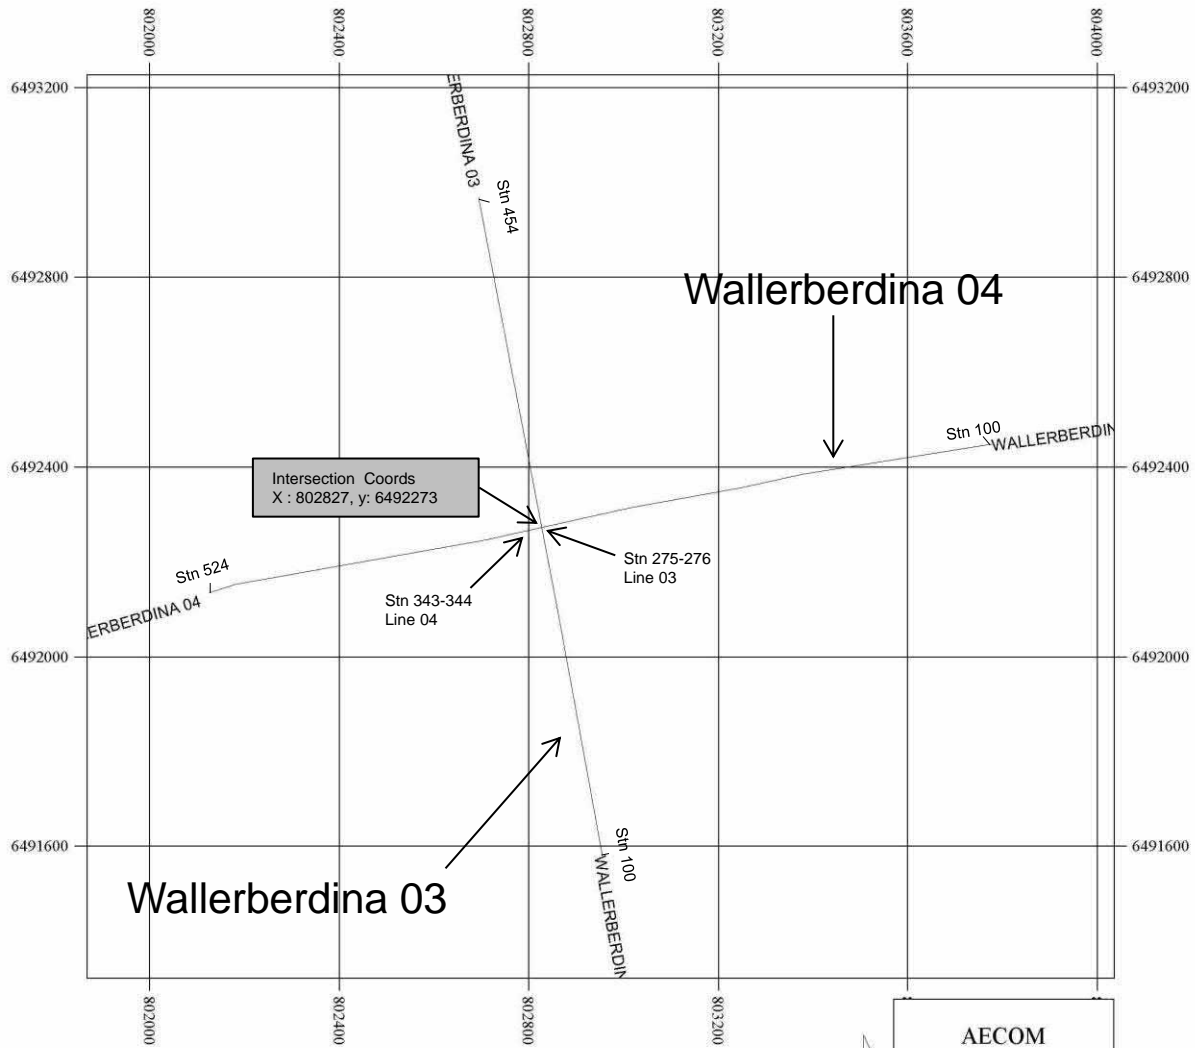 802000
802400
802800
803200
803600
804000
6493200
6493200
ERBERDINA 03
Stn 454
6492800
6492800
Wallerberdina 04
Stn 100
WALLERBERDIN
6492400
6492400
Intersection Coords
X : 802827, y: 6492273
Stn 275-276
Line 03
Stn 524
Stn 343-344
Line 04
ERBERDINA 04
6492000
6492000
6491600
6491600
Stn 100
Wallerberdina 03
WALLERBERDIN
802000
802400
802800
803200
AECOM